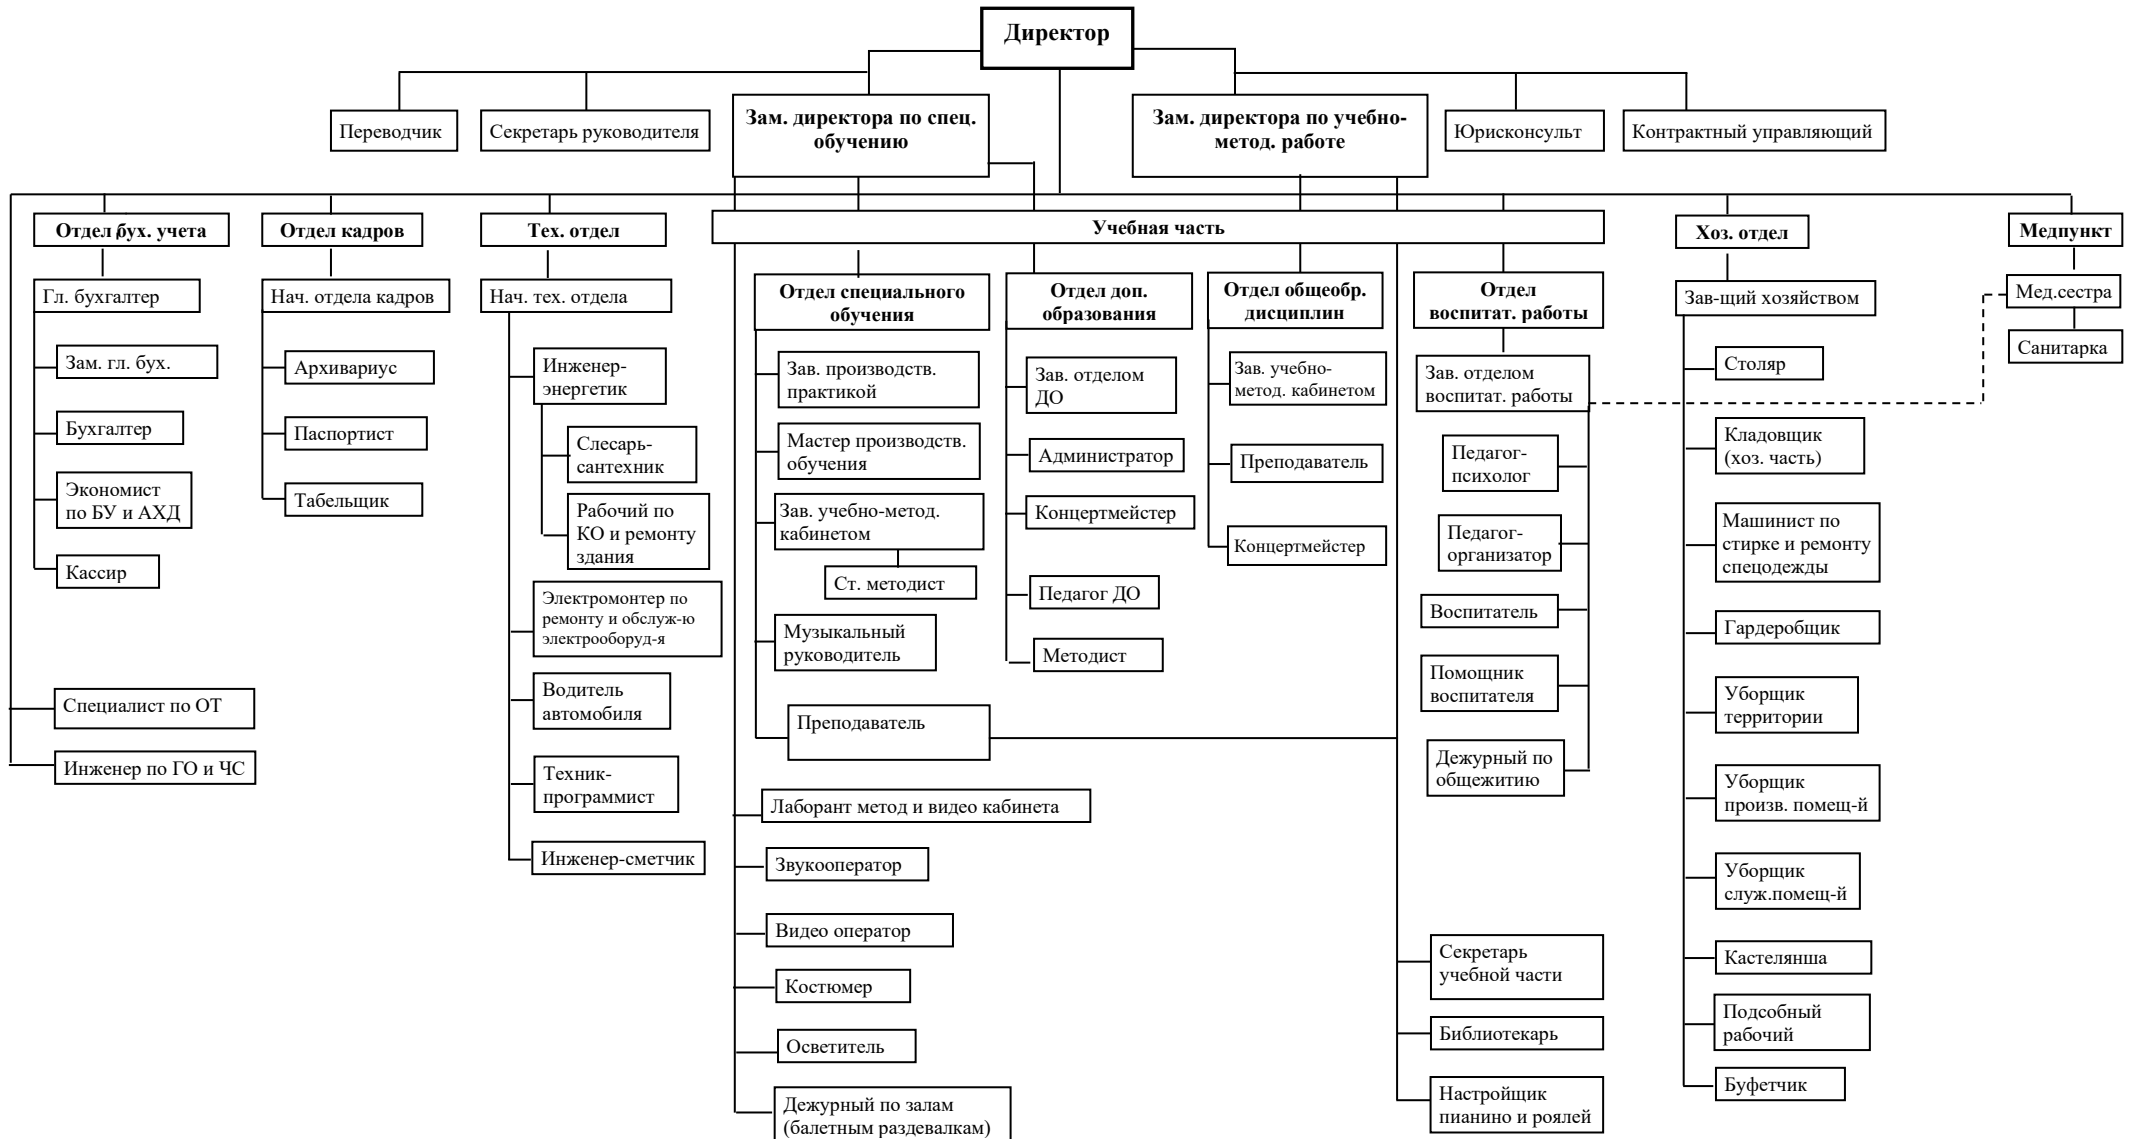 Директор
Переводчик
Секретарь руководителя
Зам. директора по спец.
обучению
Зам. директора по учебно-
метод. работе
Юрисконсульт
Контрактный управляющий
Отдел бух. учета
Отдел кадров
Тех. отдел
Учебная часть
Хоз. отдел
Медпункт
Гл. бухгалтер
Зам. гл. бух.
Бухгалтер
Экономист
по БУ и АХД
Кассир
Специалист по ОТ
Инженер по ГО и ЧС
Нач. отдела кадров
Архивариус
Паспортист
Табельщик
Нач. тех. отдела
Инженер-
энергетик
Слесарь-
сантехник
Рабочий по
КО и ремонту
здания
Электромонтер по
ремонту и обслуж-ю
электрооборуд-я
Водитель
автомобиля
Техник-
программист
Инженер-сметчик
Отдел специального
обучения
Зав. производств.
практикой
Мастер производств.
обучения
Зав. учебно-метод.
кабинетом
Ст. методист
Музыкальный
руководитель
Преподаватель
Лаборант метод и видео кабинета
Звукооператор
Видео оператор
Костюмер
Осветитель
Дежурный по залам
(балетным раздевалкам)
Отдел доп.
образования
Зав. отделом
ДО
Администратор
Концертмейстер
Педагог ДО
Методист
Отдел общеобр.
дисциплин
Зав. учебно-
метод. кабинетом
Преподаватель
Концертмейстер
Отдел
воспитат. работы
Зав. отделом
воспитат. работы
Педагог-
психолог
Педагог-
организатор
Воспитатель
Помощник
воспитателя
Дежурный по
общежитию
Секретарь
учебной части
Библиотекарь
Настройщик
пианино и роялей
Зав-щий хозяйством
Столяр
Кладовщик
(хоз. часть)
Машинист по
стирке и ремонту
спецодежды
Гардеробщик
Уборщик
территории
Уборщик
произв. помещ-й
Уборщик
служ.помещ-й
Кастелянша
Подсобный
рабочий
Буфетчик
Мед.сестра
Санитарка